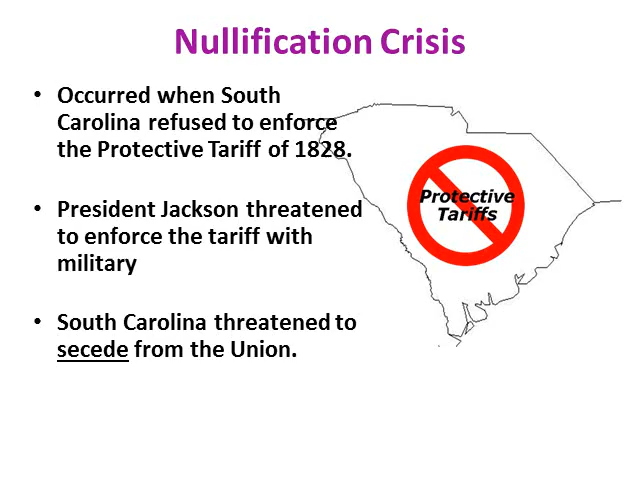 Nullification Crisis
• Occurred when South
Carolina refused to enforce
the Protective Tariff of 1828.
• President Jackson threatened
to enforce the tariff with
military
• South Carolina threatened to
secede from the Union.
Protective
Tariffs